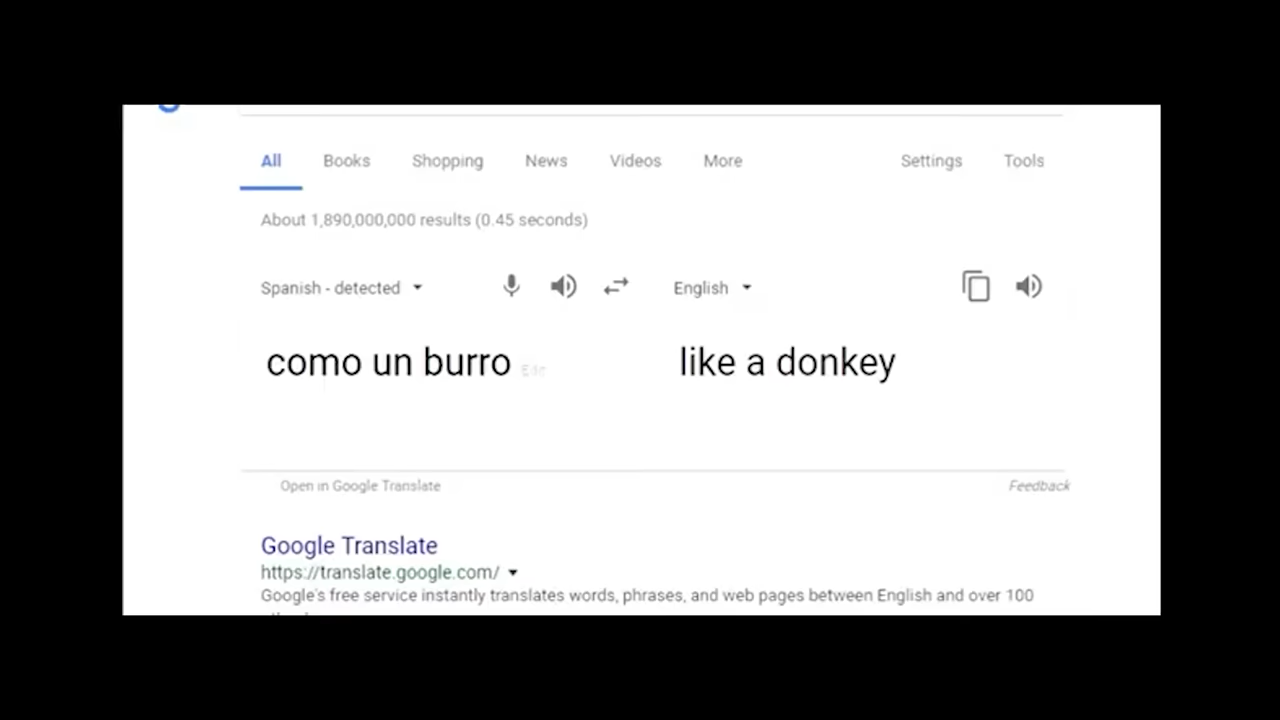 All Books Shopping News Videos More Settings Tools
About 1,890,000,000 results (0.45 seconds)
Spanish - detected English
como un burro Edit like a donkey
Open in Google Translate Feedback
Google Translate
https://translate.google.com/
Google's free service instantly translates words, phrases, and web pages between English and over 100